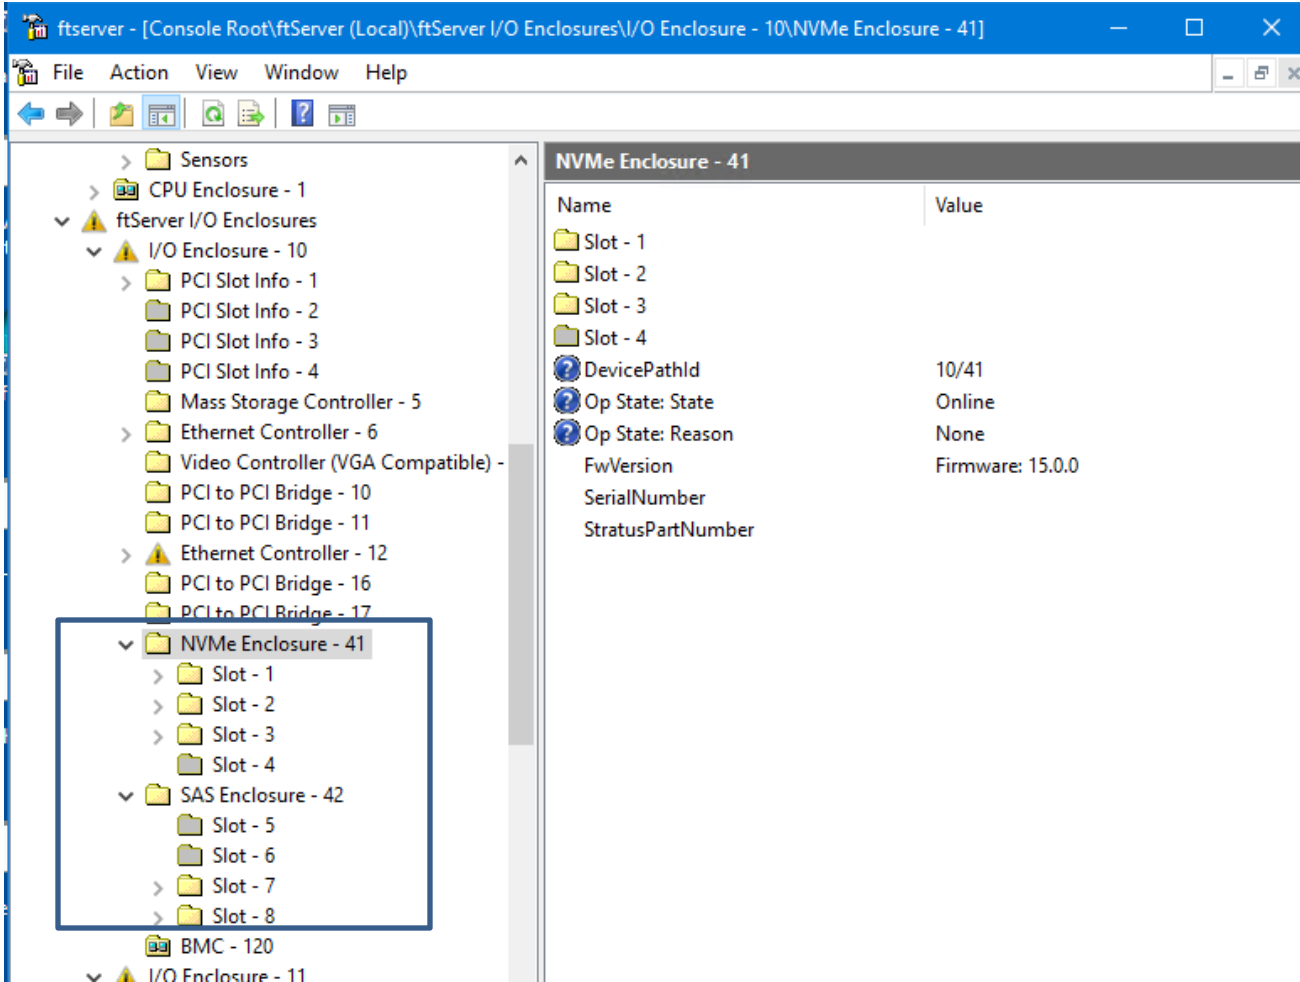 ftserver - [Console Root\ftServer (Local)\ftServer I/O Enclosures\I/O Enclosure - 10\NVMe Enclosure - 41]
File Action View Window Help
Sensors
CPU Enclosure - 1
ftServer I/O Enclosures
I/O Enclosure - 10
PCI Slot Info - 1
PCI Slot Info - 2
PCI Slot Info - 3
PCI Slot Info - 4
Mass Storage Controller - 5
Ethernet Controller - 6
Video Controller (VGA Compatible) -
PCI to PCI Bridge - 10
PCI to PCI Bridge - 11
Ethernet Controller - 12
PCI to PCI Bridge - 16
PCI to PCI Bridge - 17
NVMe Enclosure - 41
Slot - 1
Slot - 2
Slot - 3
Slot - 4
SAS Enclosure - 42
Slot - 5
Slot - 6
Slot - 7
Slot - 8
BMC - 120
I/O Enclosure - 11
NVMe Enclosure - 41
Name Value
Slot - 1
Slot - 2
Slot - 3
Slot - 4
DevicePathId 10/41
Op State: State Online
Op State: Reason None
FwVersion Firmware: 15.0.0
SerialNumber
StratusPartNumber